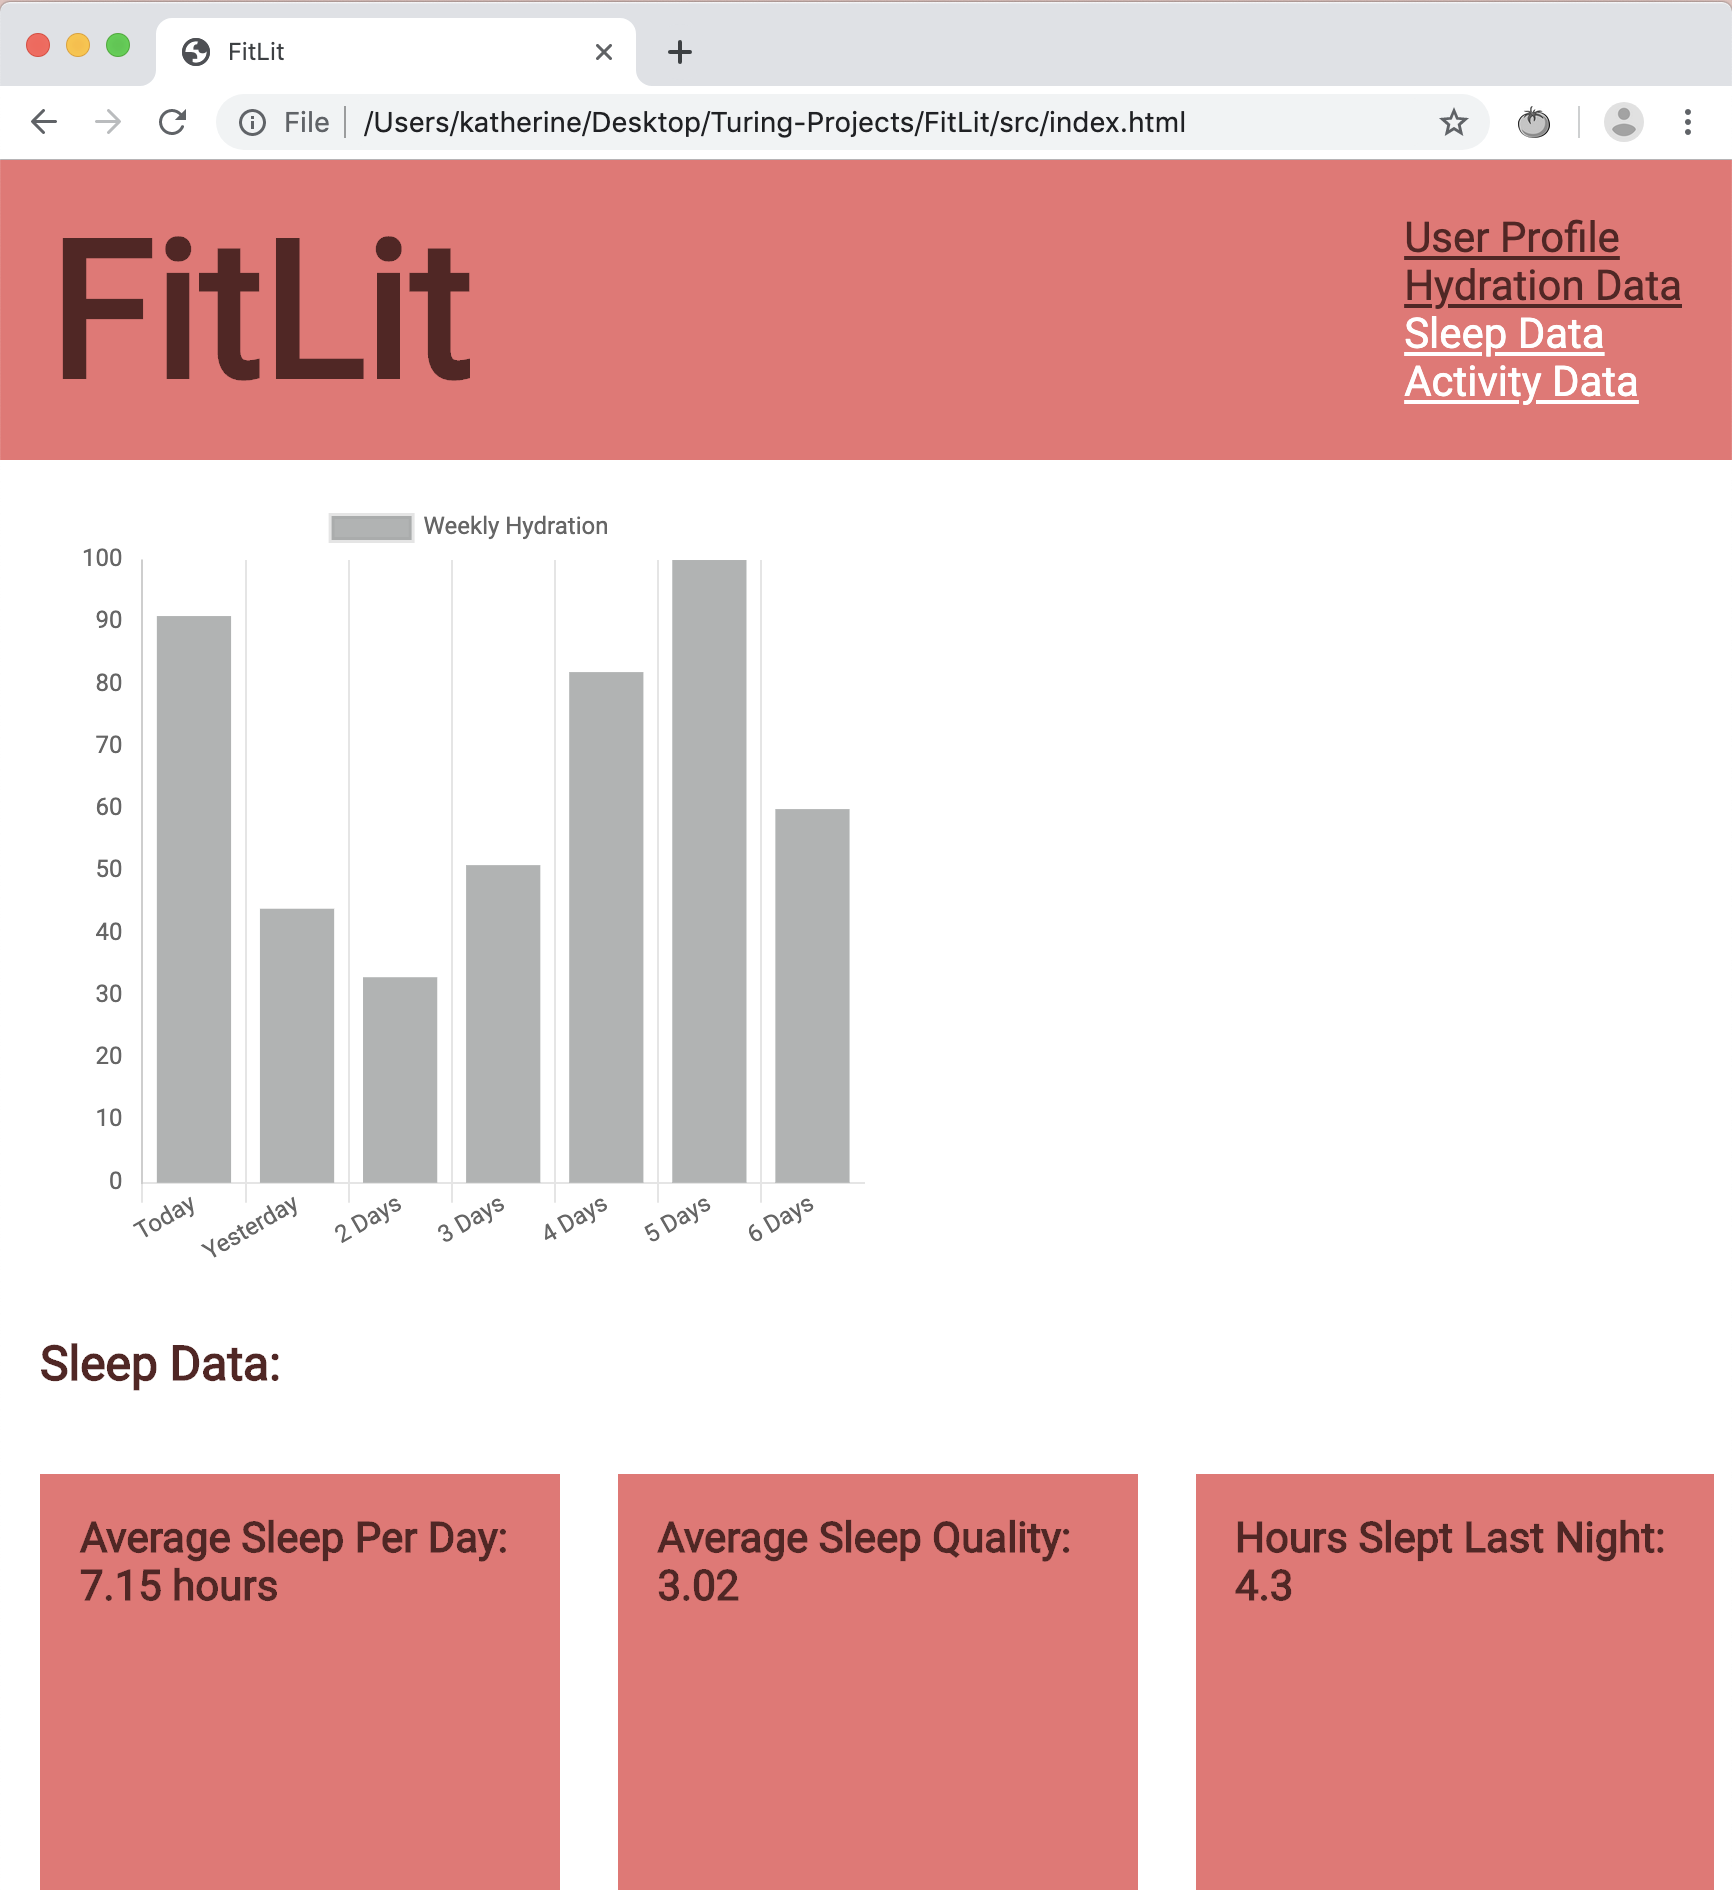 FitLit
File
/Users/katherine/Desktop/Turing-Projects/FitLit/src/index.html
FitLit
User Profile
Hydration Data
Sleep Data
Activity Data
Weekly Hydration
100
90
80
70
60
50
40
30
20
10
0
Today
Yesterday
2 Days
3 Days
4 Days
5 Days
6 Days
Sleep Data:
Average Sleep Per Day:
7.15 hours
Average Sleep Quality:
3.02
Hours Slept Last Night:
4.3